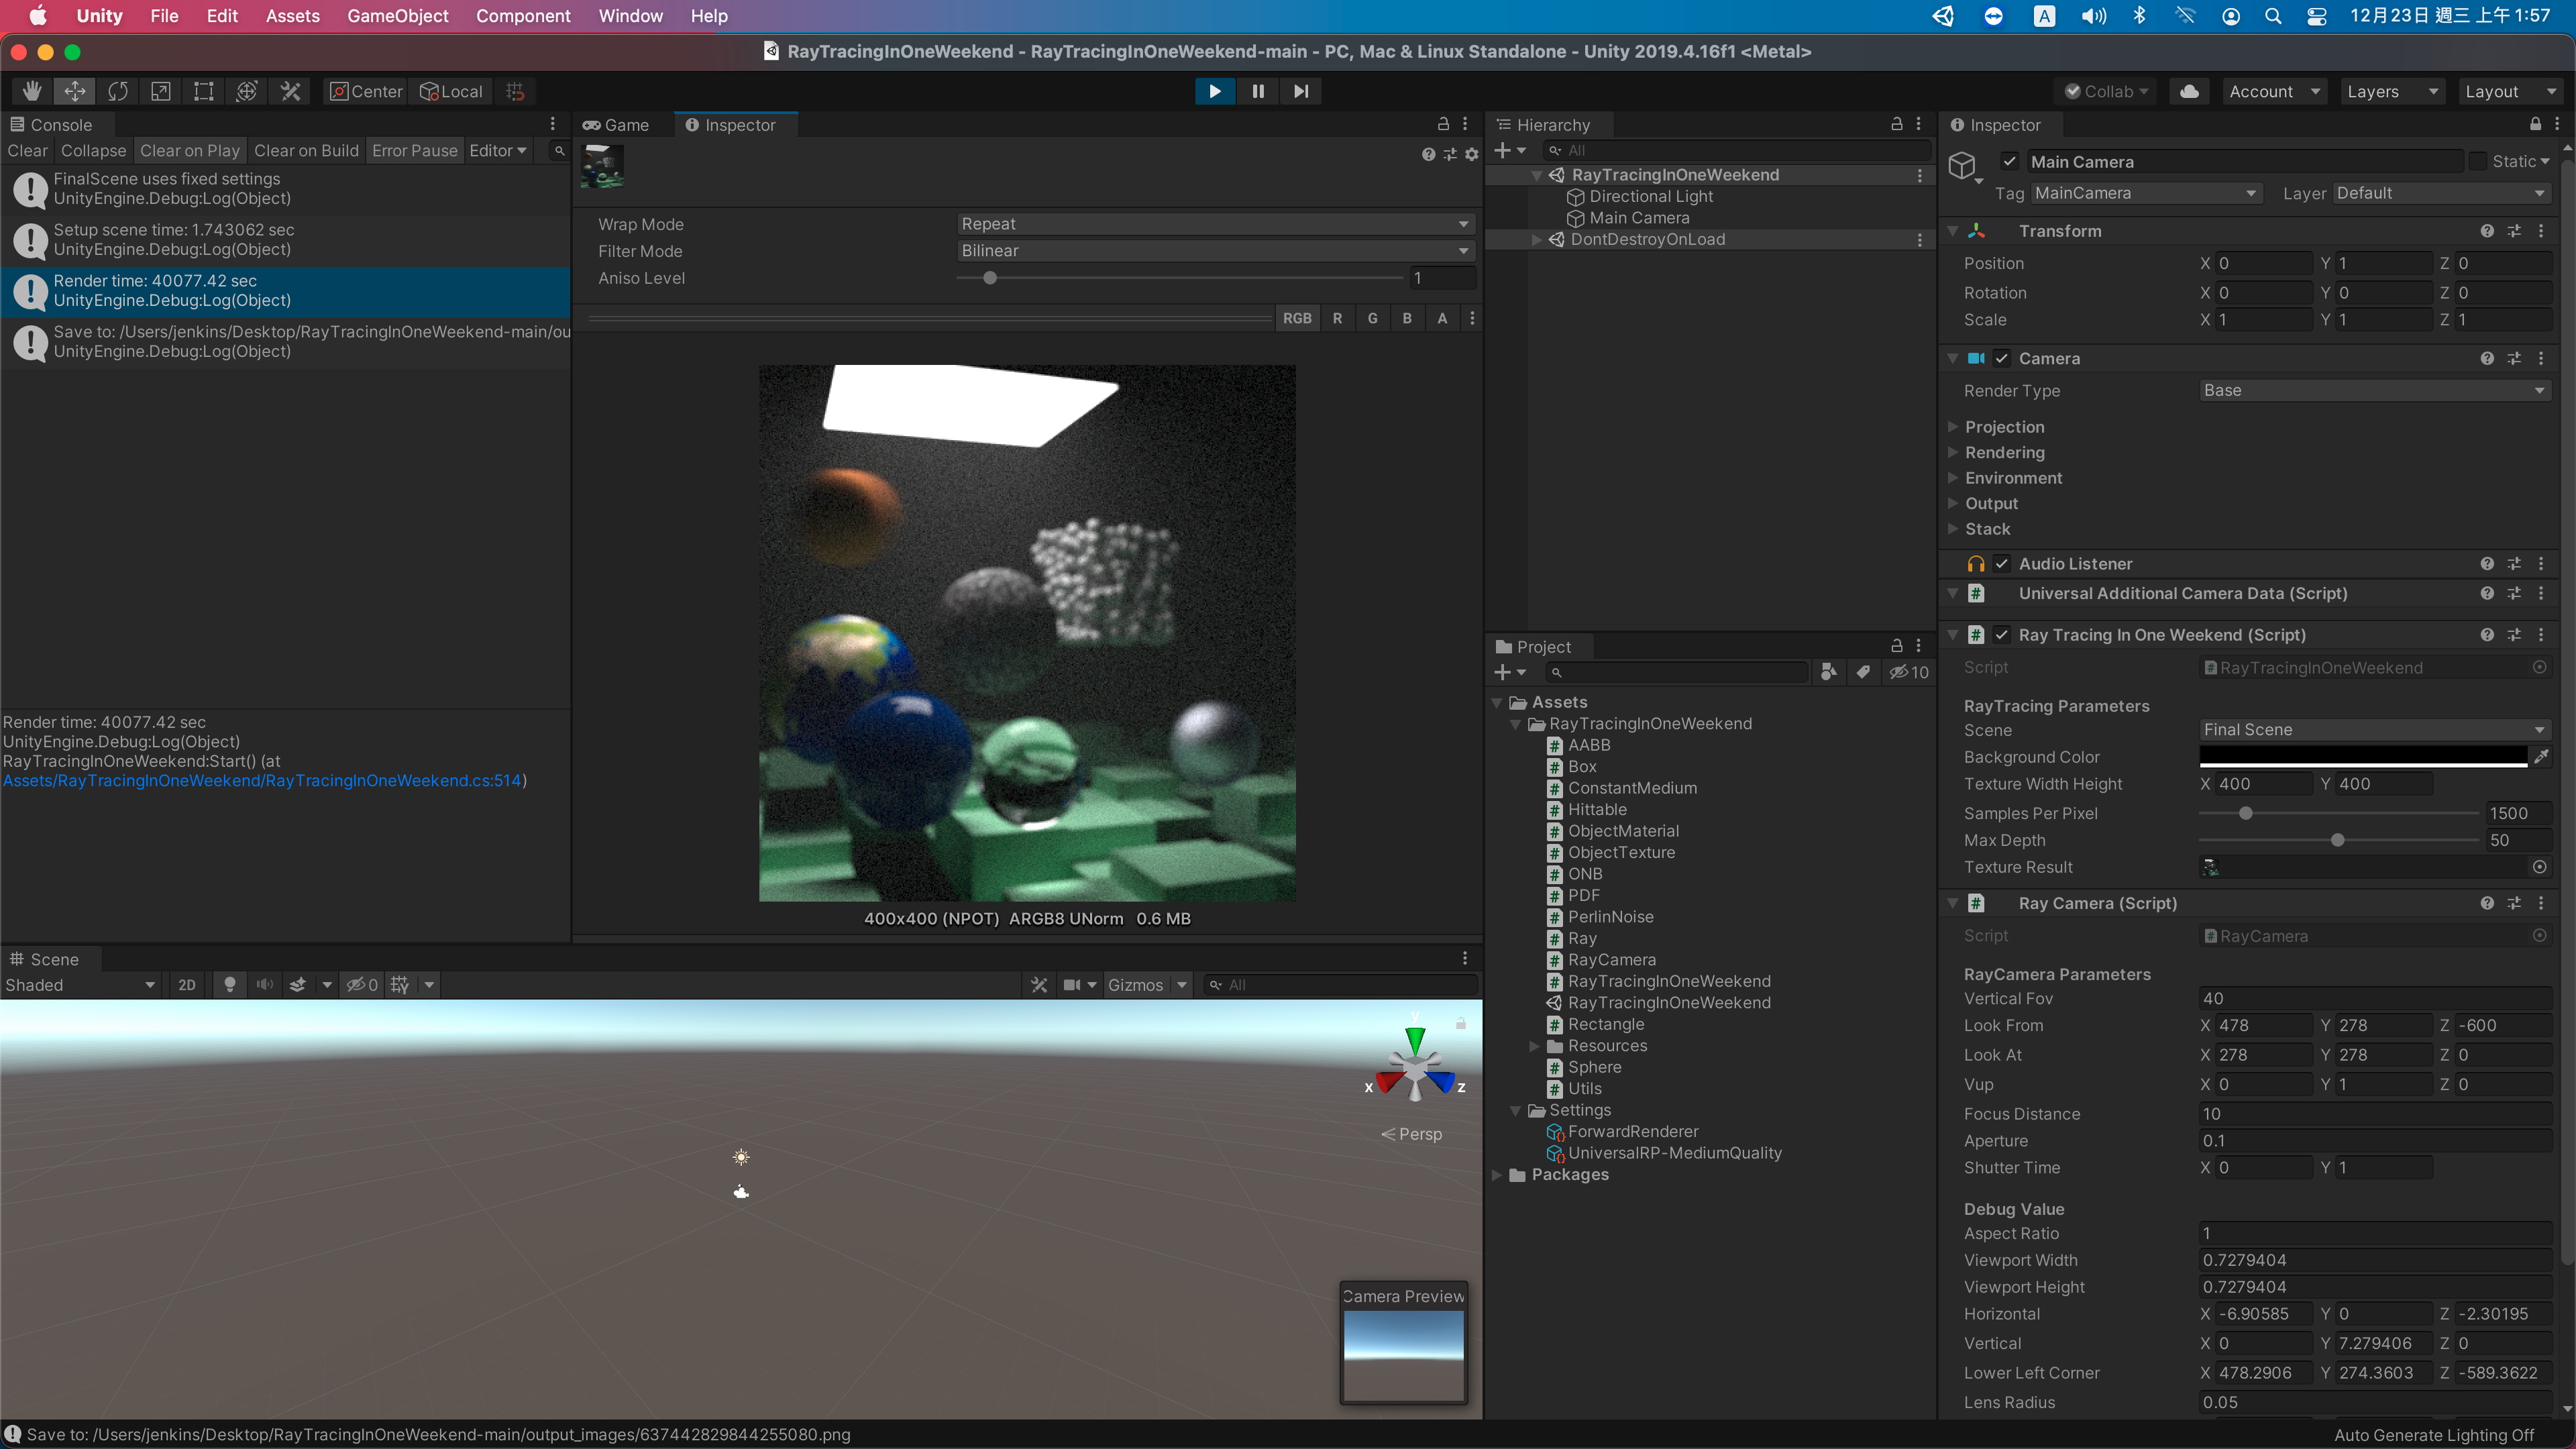 Unity File Edit Assets GameObject Component Window Help
A 12月23日 週三 上午 1:57
RayTracingInOneWeekend - RayTracingInOneWeekend-main - PC, Mac & Linux Standalone - Unity 2019.4.16f1 <Metal>
Center Local Collab Account Layers Layout
Console
Clear Collapse Clear on Play Clear on Build Error Pause Editor
FinalScene uses fixed settings
UnityEngine.Debug:Log(Object)
Setup scene time: 1.743062 sec
UnityEngine.Debug:Log(Object)
Render time: 40077.42 sec
UnityEngine.Debug:Log(Object)
Save to: /Users/jenkins/Desktop/RayTracingInOneWeekend-main/ou
UnityEngine.Debug:Log(Object)
Render time: 40077.42 sec
UnityEngine.Debug:Log(Object)
RayTracingInOneWeekend:Start() (at
Assets/RayTracingInOneWeekend/RayTracingInOneWeekend.cs:514)
Game Inspector
Wrap Mode Repeat
Filter Mode Bilinear
Aniso Level 1
RGB R G B A
400x400 (NPOT) ARGB8 UNorm 0.6 MB
Scene
Shaded 2D 0 Gizmos All
y
x z
Persp
Camera Preview
Hierarchy
All
RayTracingInOneWeekend
Directional Light
Main Camera
DontDestroyOnLoad
Project
10
Assets
RayTracingInOneWeekend
AABB
Box
ConstantMedium
Hittable
ObjectMaterial
ObjectTexture
ONB
PDF
PerlinNoise
Ray
RayCamera
RayTracingInOneWeekend
RayTracingInOneWeekend
Rectangle
Resources
Sphere
Utils
Settings
ForwardRenderer
UniversalRP-MediumQuality
Packages
Inspector
Main Camera Static
Tag MainCamera Layer Default
Transform
Position X 0 Y 1 Z 0
Rotation X 0 Y 0 Z 0
Scale X 1 Y 1 Z 1
Camera
Render Type Base
Projection
Rendering
Environment
Output
Stack
Audio Listener
Universal Additional Camera Data (Script)
Ray Tracing In One Weekend (Script)
Script RayTracingInOneWeekend
RayTracing Parameters
Scene Final Scene
Background Color
Texture Width Height X 400 Y 400
Samples Per Pixel 1500
Max Depth 50
Texture Result
Ray Camera (Script)
Script RayCamera
RayCamera Parameters
Vertical Fov 40
Look From X 478 Y 278 Z -600
Look At X 278 Y 278 Z 0
Vup X 0 Y 1 Z 0
Focus Distance 10
Aperture 0.1
Shutter Time X 0 Y 1
Debug Value
Aspect Ratio 1
Viewport Width 0.7279404
Viewport Height 0.7279404
Horizontal X -6.90585 Y 0 Z -2.30195
Vertical X 0 Y 7.279406 Z 0
Lower Left Corner X 478.2906 Y 274.3603 Z -589.3622
Lens Radius 0.05
Save to: /Users/jenkins/Desktop/RayTracingInOneWeekend-main/output_images/637442829844255080.png
Auto Generate Lighting Off